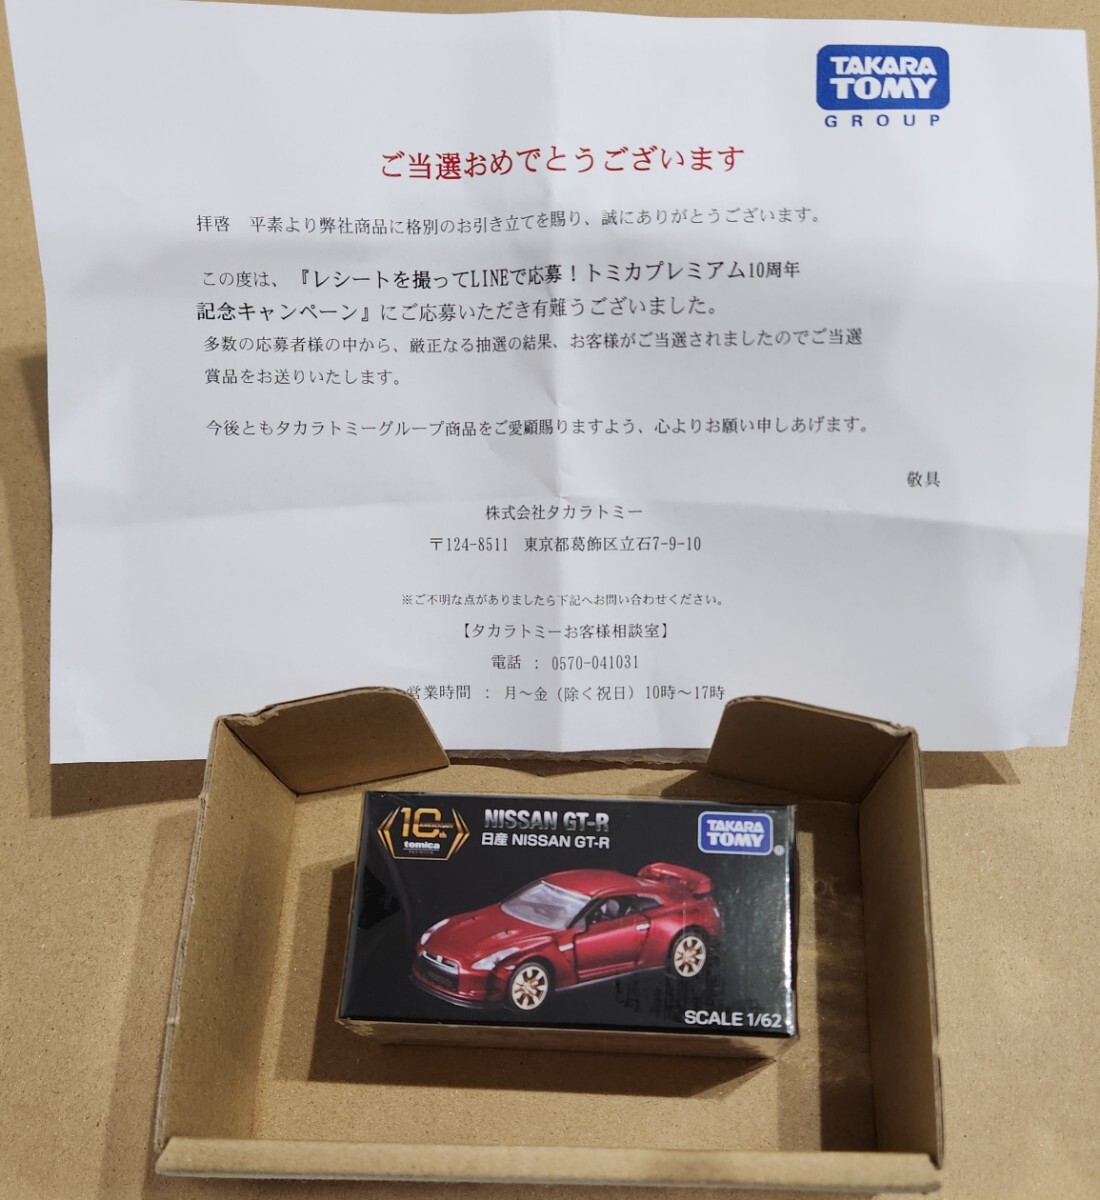 TAKARA
TOMY
GROUP
ご当選おめでとうございます
拝啓　平素より弊社商品に格別のお引き立てを賜り、誠にありがとうございます。
この度は、『レシートを撮ってLINEで応募！トミカプレミアム10周年
記念キャンペーン』にご応募いただき有難うございました。
多数の応募者様の中から、厳正なる抽選の結果、お客様がご当選されましたのでご当選
賞品をお送りいたします。
今後ともタカラトミーグループ商品をご愛顧賜りますよう、心よりお願い申しあげます。
敬具
株式会社タカラトミー
〒124-8511　東京都葛飾区立石7-9-10
※ご不明な点がありましたら下記へお問い合わせください。
【タカラトミーお客様相談室】
電話 ： 0570-041031
営業時間 ： 月～金（除く祝日）10時～17時
10th
ANNIVERSARY
tomica
NISSAN GT-R
日産 NISSAN GT-R
TAKARA
TOMY
SCALE 1/62